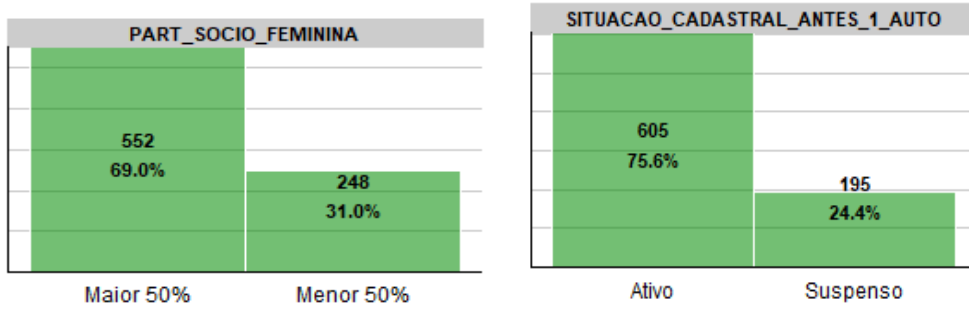 PART_SOCIO_FEMININA
552
69.0%
248
31.0%
Maior 50%
Menor 50%
SITUACAO_CADASTRAL_ANTES_1_AUTO
605
75.6%
195
24.4%
Ativo
Suspenso